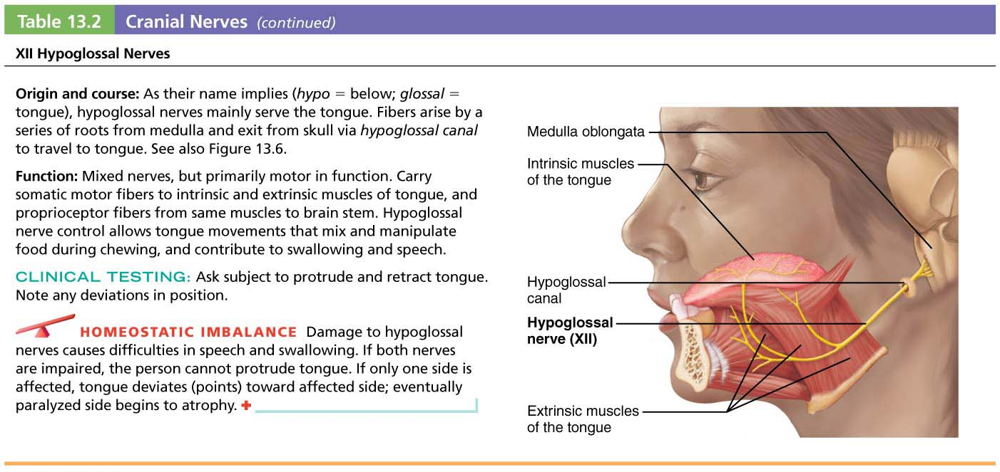 Table 13.2 Cranial Nerves (continued)
XII Hypoglossal Nerves
Origin and course: As their name implies (hypo = below; glossal =
tongue), hypoglossal nerves mainly serve the tongue. Fibers arise by a
series of roots from medulla and exit from skull via hypoglossal canal
to travel to tongue. See also Figure 13.6.
Function: Mixed nerves, but primarily motor in function. Carry
somatic motor fibers to intrinsic and extrinsic muscles of tongue, and
proprioceptor fibers from same muscles to brain stem. Hypoglossal
nerve control allows tongue movements that mix and manipulate
food during chewing, and contribute to swallowing and speech.
CLINICAL TESTING: Ask subject to protrude and retract tongue.
Note any deviations in position.
HOMEOSTATIC IMBALANCE Damage to hypoglossal
nerves causes difficulties in speech and swallowing. If both nerves
are impaired, the person cannot protrude tongue. If only one side is
affected, tongue deviates (points) toward affected side; eventually
paralyzed side begins to atrophy.
Medulla oblongata
Intrinsic muscles
of the tongue
Hypoglossal
canal
Hypoglossal
nerve (XII)
Extrinsic muscles
of the tongue